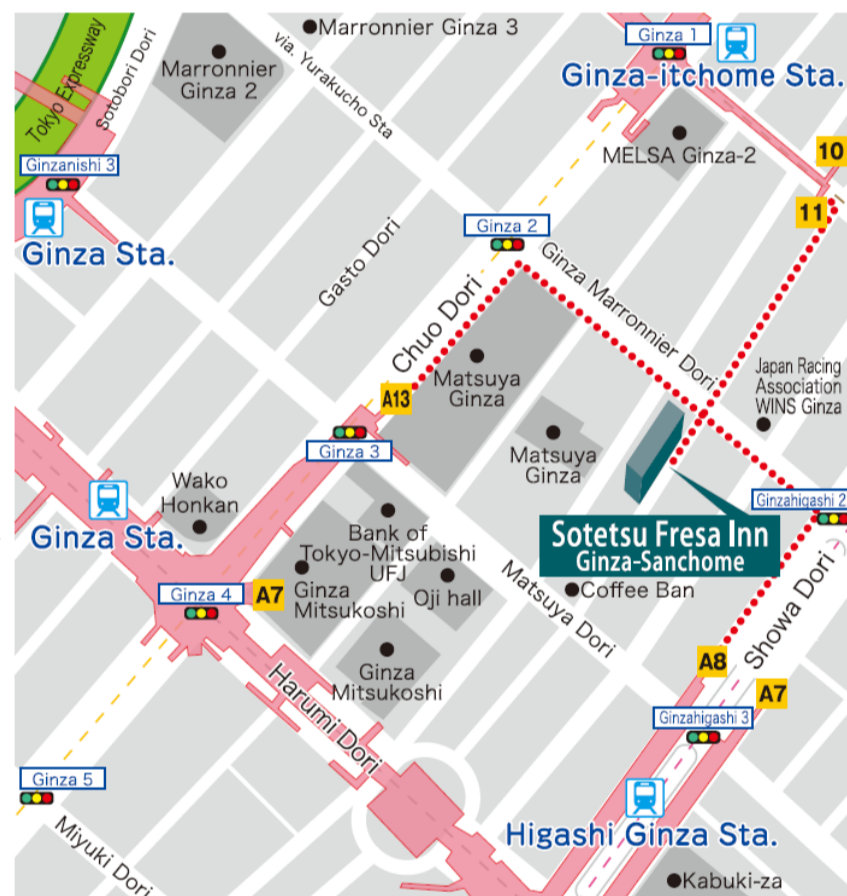 Marronnier Ginza 3
Ginza 1
Ginza-itchome Sta.
Tokyo Expressway
Sotobori Dori
Marronnier
Ginza 2
via. Yurakucho Sta
MELSA Ginza-2
10
11
Ginzanishi 3
Ginza Sta.
Ginza 2
Gasto Dori
Chuo Dori
Ginza Marronnier Dori
Matsuya
Ginza
A13
Japan Racing
Association
WINS Ginza
Ginza 3
Matsuya
Ginza
Wako
Honkan
Ginza Sta.
Bank of
Tokyo-Mitsubishi
UFJ
Ginzahigashi 2
Sotetsu Fresa Inn
Ginza-Sanchome
Ginza 4
A7
Ginza
Mitsukoshi
Oji hall
Matsuya Dori
Coffee Ban
Showa Dori
Ginza
Mitsukoshi
Harumi Dori
A8
A7
Ginzahigashi 3
Ginza 5
Miyuki Dori
Higashi Ginza Sta.
Kabuki-za